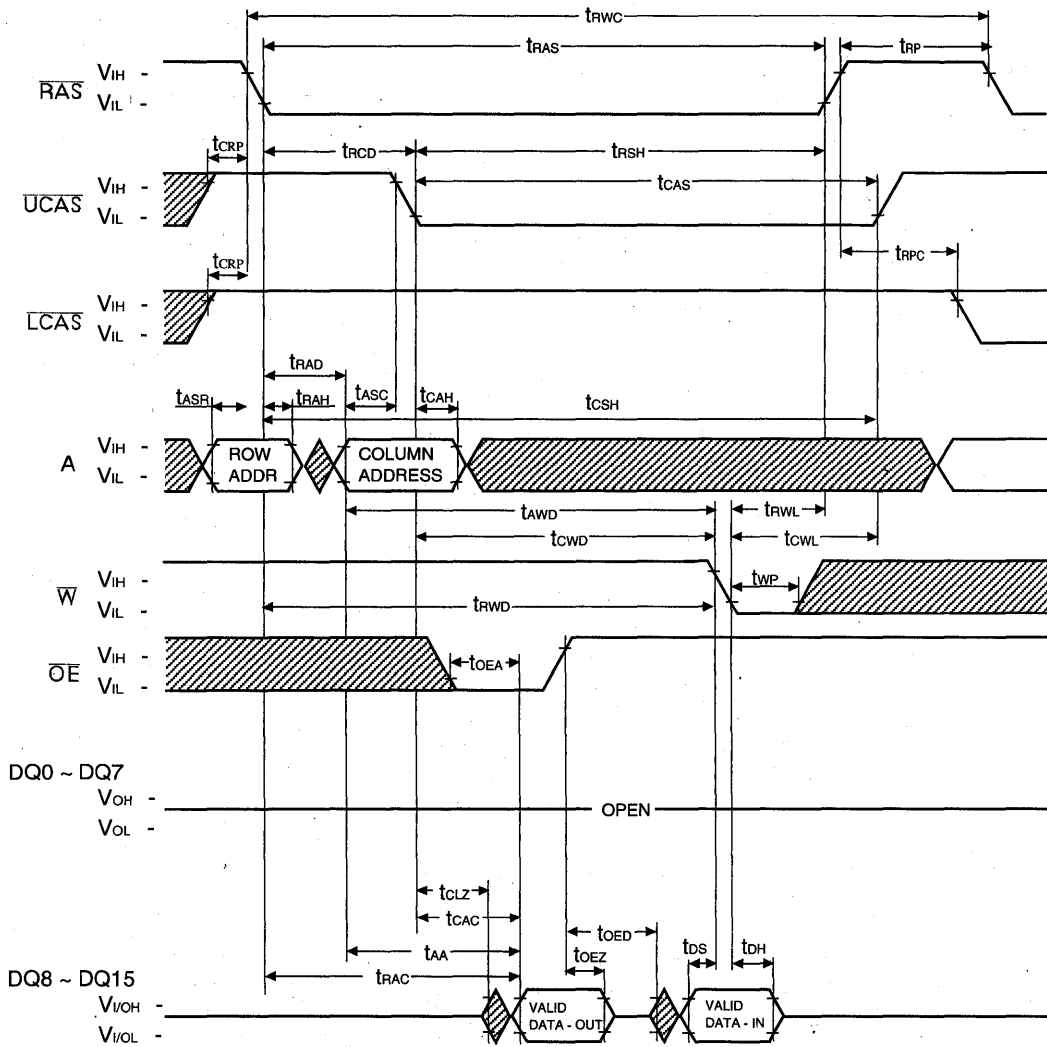 tRWC
tRAS
tRP
RAS
VIH -
VIL -
tCRP
tRCD
tRSH
UCAS
VIH -
VIL -
tCAS
tCRP
tRPC
LCAS
VIH -
VIL -
tRAD
tASR
tRAH
tASC
tCAH
tCSH
A
VIH -
VIL -
ROW
ADDR
COLUMN
ADDRESS
tAWD
tRWL
tCWD
tCWL
W
VIH -
VIL -
tWP
tRWD
OE
VIH -
VIL -
tOEA
DQ0 ~ DQ7
VOH -
VOL -
OPEN
tCLZ
tCAC
tOED
tAA
tOEZ
tDS
tDH
tRAC
DQ8 ~ DQ15
VI/OH -
VI/OL -
VALID
DATA - OUT
VALID
DATA - IN